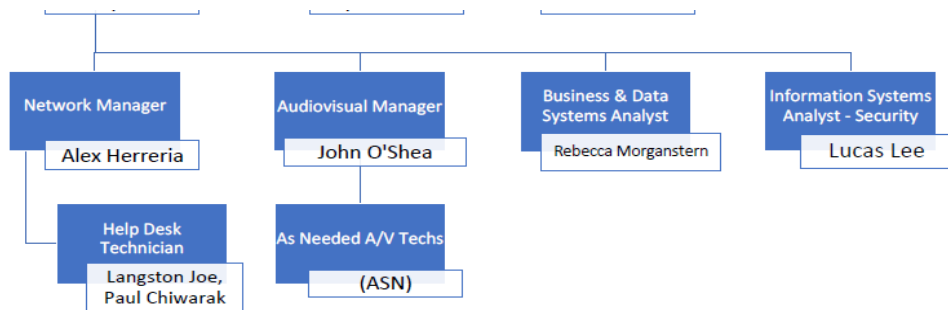 Network Manager
Alex Herreria
Audiovisual Manager
John O'Shea
Business & Data
Systems Analyst
Rebecca Morganstern
Information Systems
Analyst - Security
Lucas Lee
Help Desk
Technician
Langston Joe,
Paul Chiwarak
As Needed A/V Techs
(ASN)